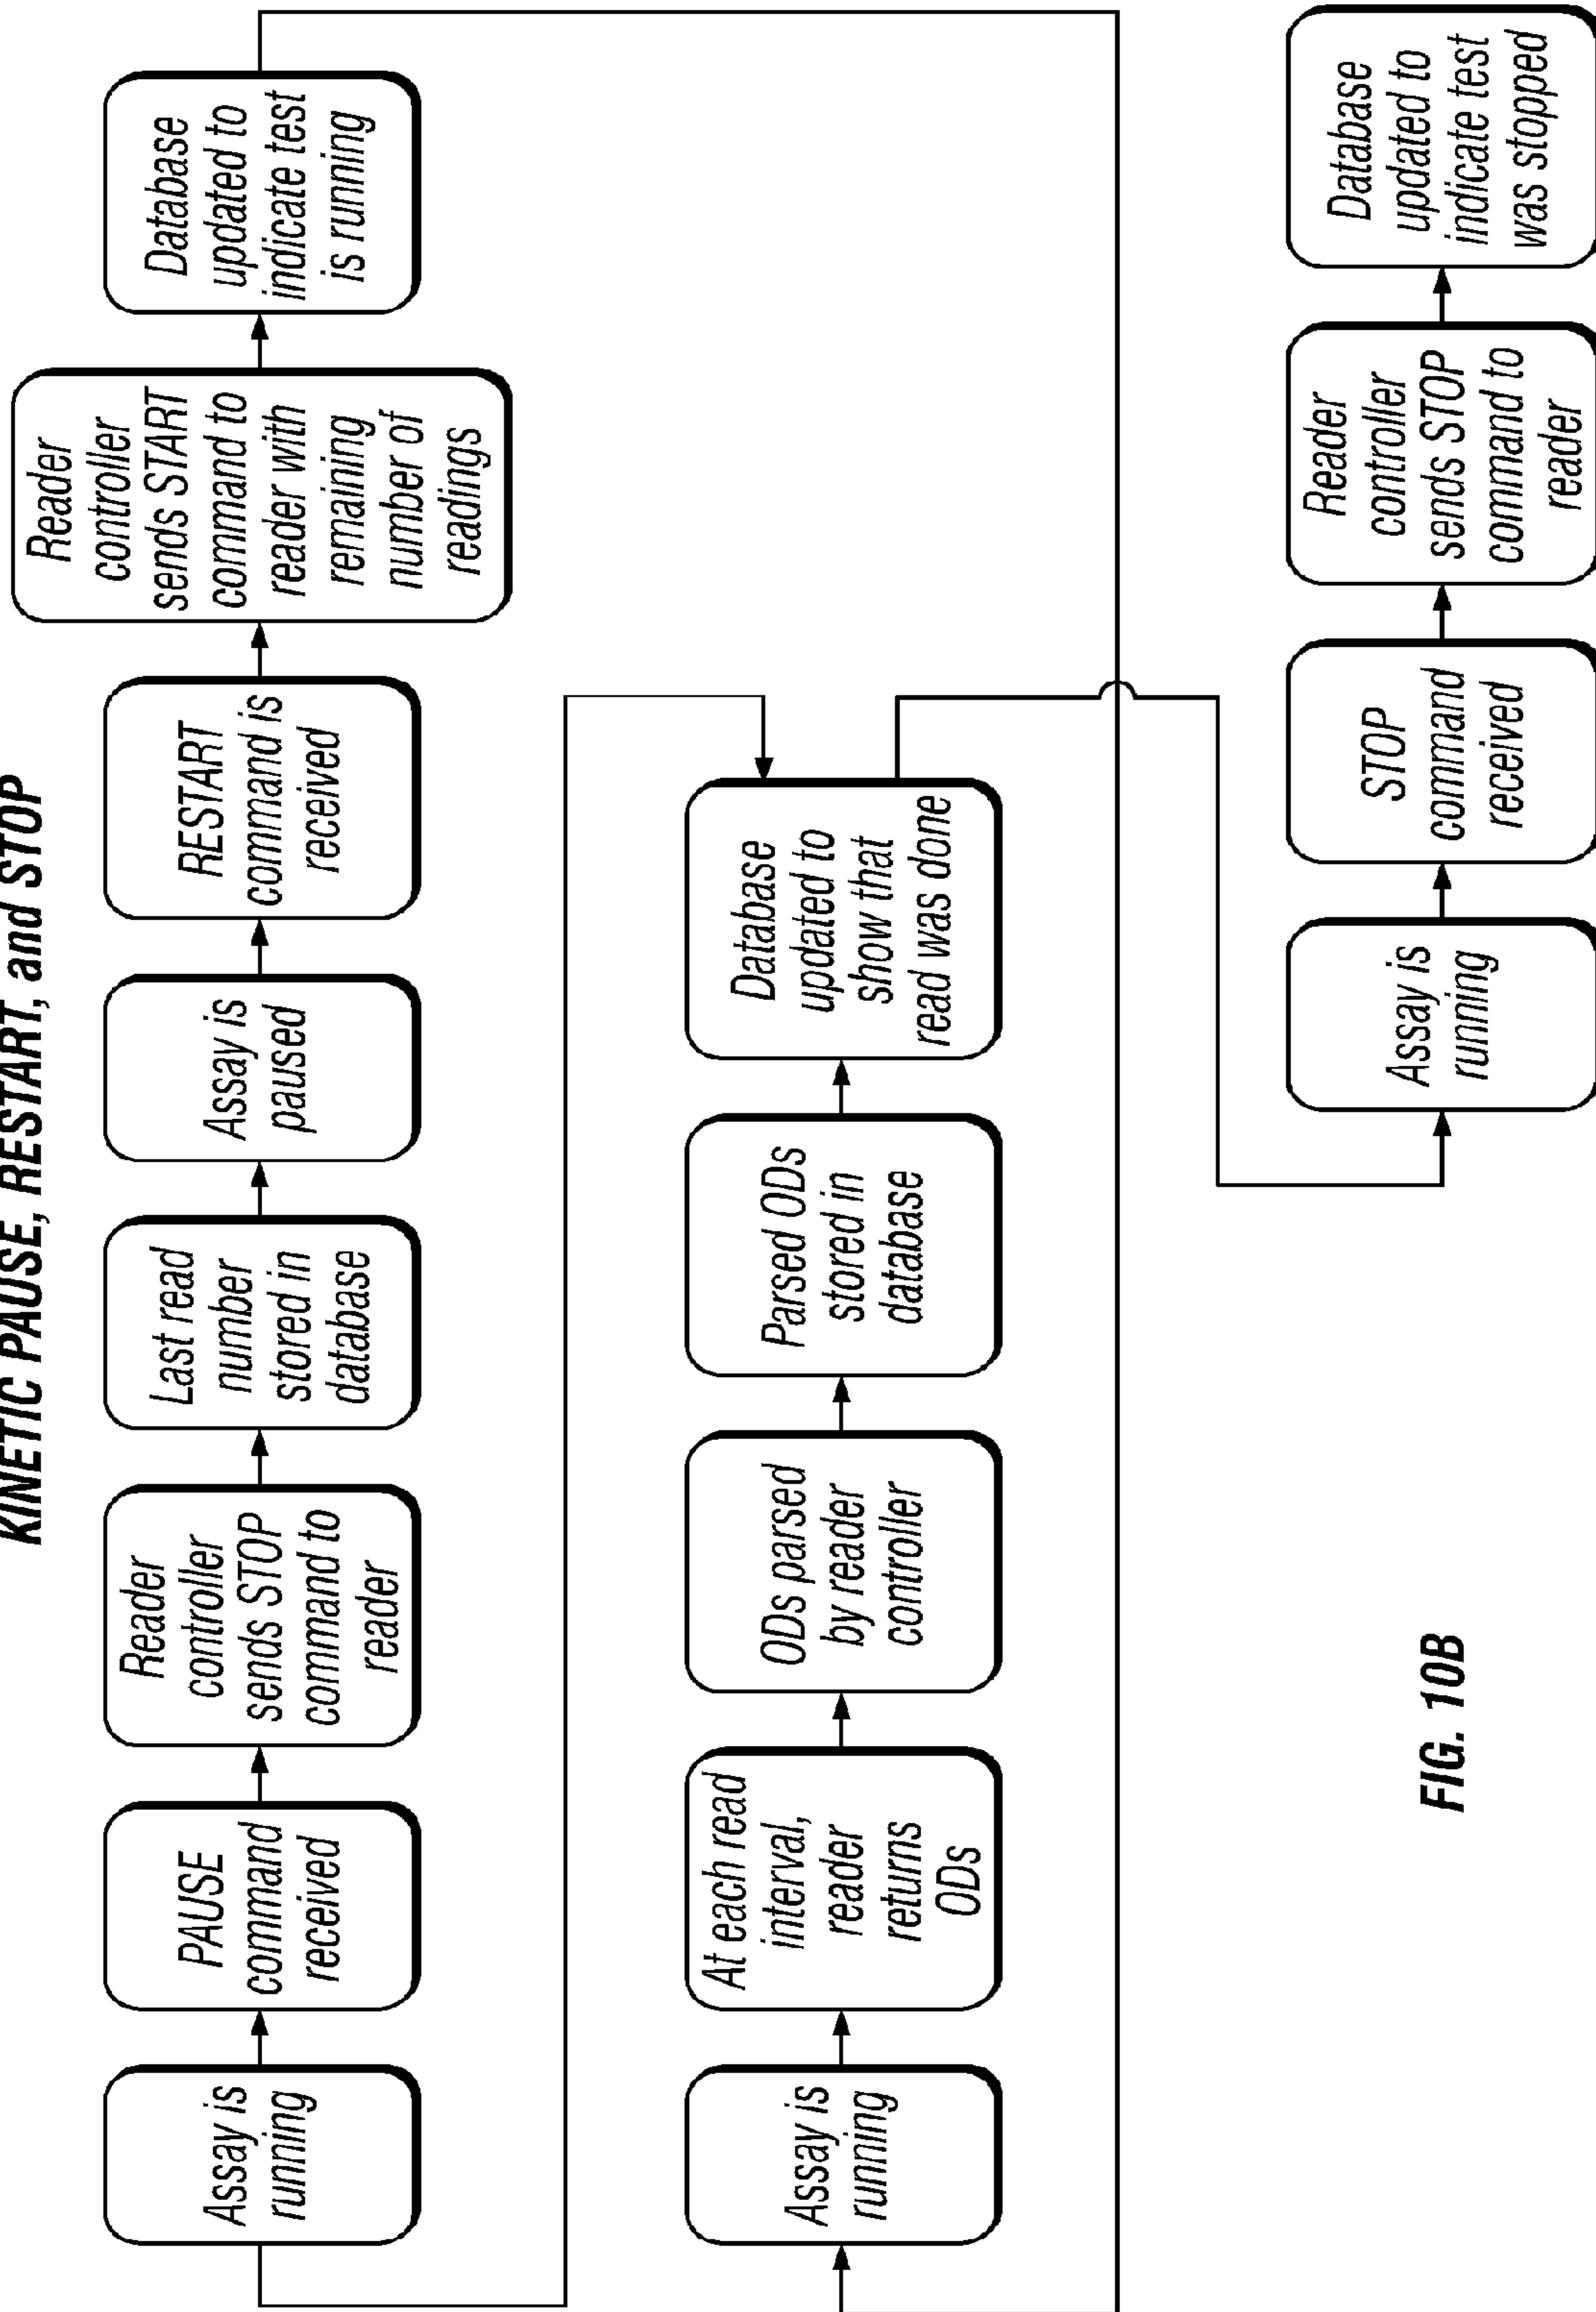 KINETIC PAUSE, RESTART, and STOP
Assay is
running
PAUSE
command
received
Reader
controller
sends STOP
command to
reader
Last read
number
stored in
database
Assay is
paused
RESTART
command is
received
Reader
controller
sends START
command to
reader with
remaining
number of
readings
Database
updated to
indicate test
is running
Assay is
running
At each read
interval,
reader
returns
ODs
ODs parsed
by reader
controller
Parsed ODs
stored in
database
Database
updated to
show that
read was done
Assay is
running
STOP
command
received
Reader
controller
sends STOP
command to
reader
Database
updated to
indicate test
was stopped
FIG. 10B